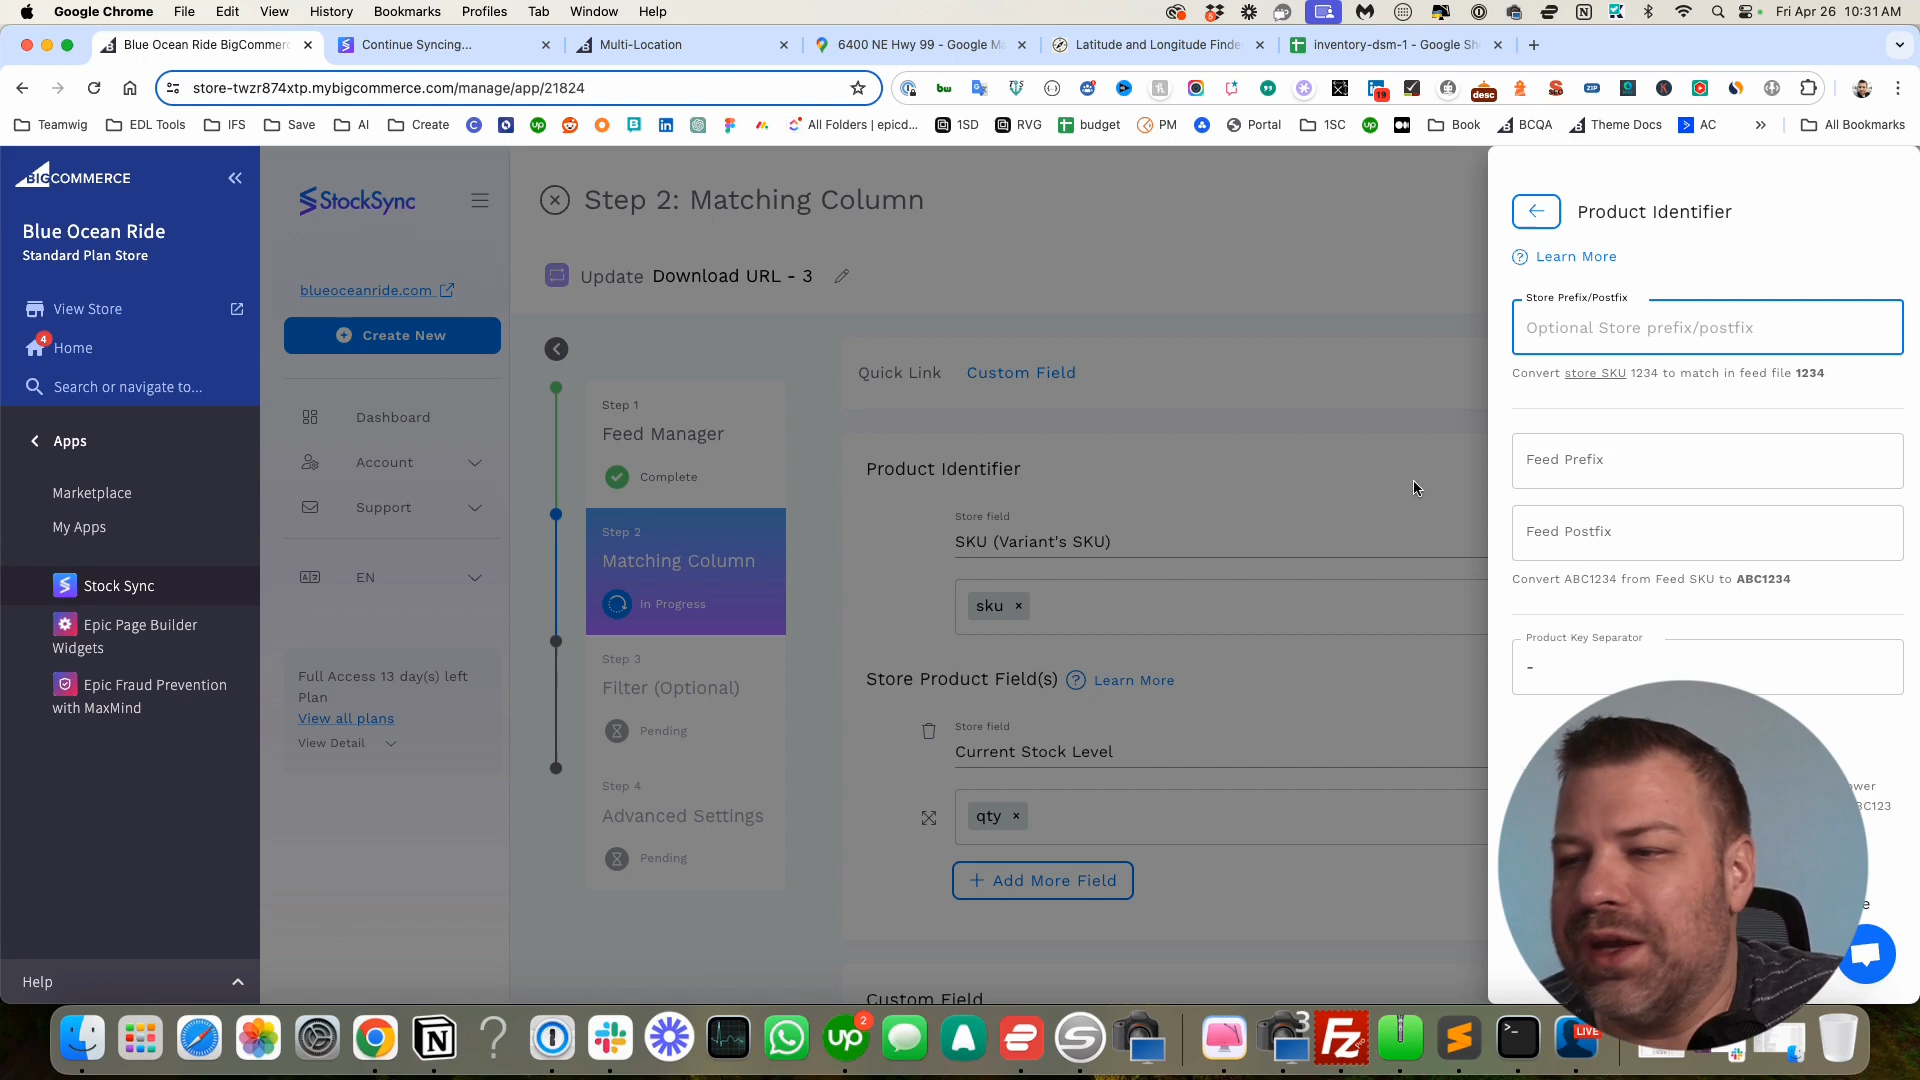 Google Chrome File Edit View History Bookmarks Profiles Tab Window Help Fri Apr 26 10:31 AM
Blue Ocean Ride BigCommerc Continue Syncing... Multi-Location 6400 NE Hwy 99 - Google Ma Latitude and Longitude Finde inventory-dsm-1 - Google Sh
store-twzr874xtp.mybigcommerce.com/manage/app/21824
Teamwig EDL Tools IFS Save AI Create All Folders | epicd... 1SD RVG budget PM Portal 1SC Book BCQA Theme Docs AC All Bookmarks
BIGCOMMERCE
Blue Ocean Ride
Standard Plan Store
View Store
4
Home
Search or navigate to...
Apps
Marketplace
My Apps
Stock Sync
Epic Page Builder
Widgets
Epic Fraud Prevention
with MaxMind
Help
StockSync
blueoceanride.com
Create New
Dashboard
Account
Support
EN
Full Access 13 day(s) left
Plan
View all plans
View Detail
Step 2: Matching Column
Update Download URL - 3
Step 1
Feed Manager
Complete
Step 2
Matching Column
In Progress
Step 3
Filter (Optional)
Pending
Step 4
Advanced Settings
Pending
Quick Link Custom Field
Product Identifier
Store field
SKU (Variant's SKU)
sku ×
Store Product Field(s) Learn More
Store field
Current Stock Level
qty ×
+ Add More Field
Custom Field
Product Identifier
Learn More
Store Prefix/Postfix
Optional Store prefix/postfix
Convert store SKU 1234 to match in feed file 1234
Feed Prefix
Feed Postfix
Convert ABC1234 from Feed SKU to ABC1234
Product Key Separator
-
2
3
LIVE